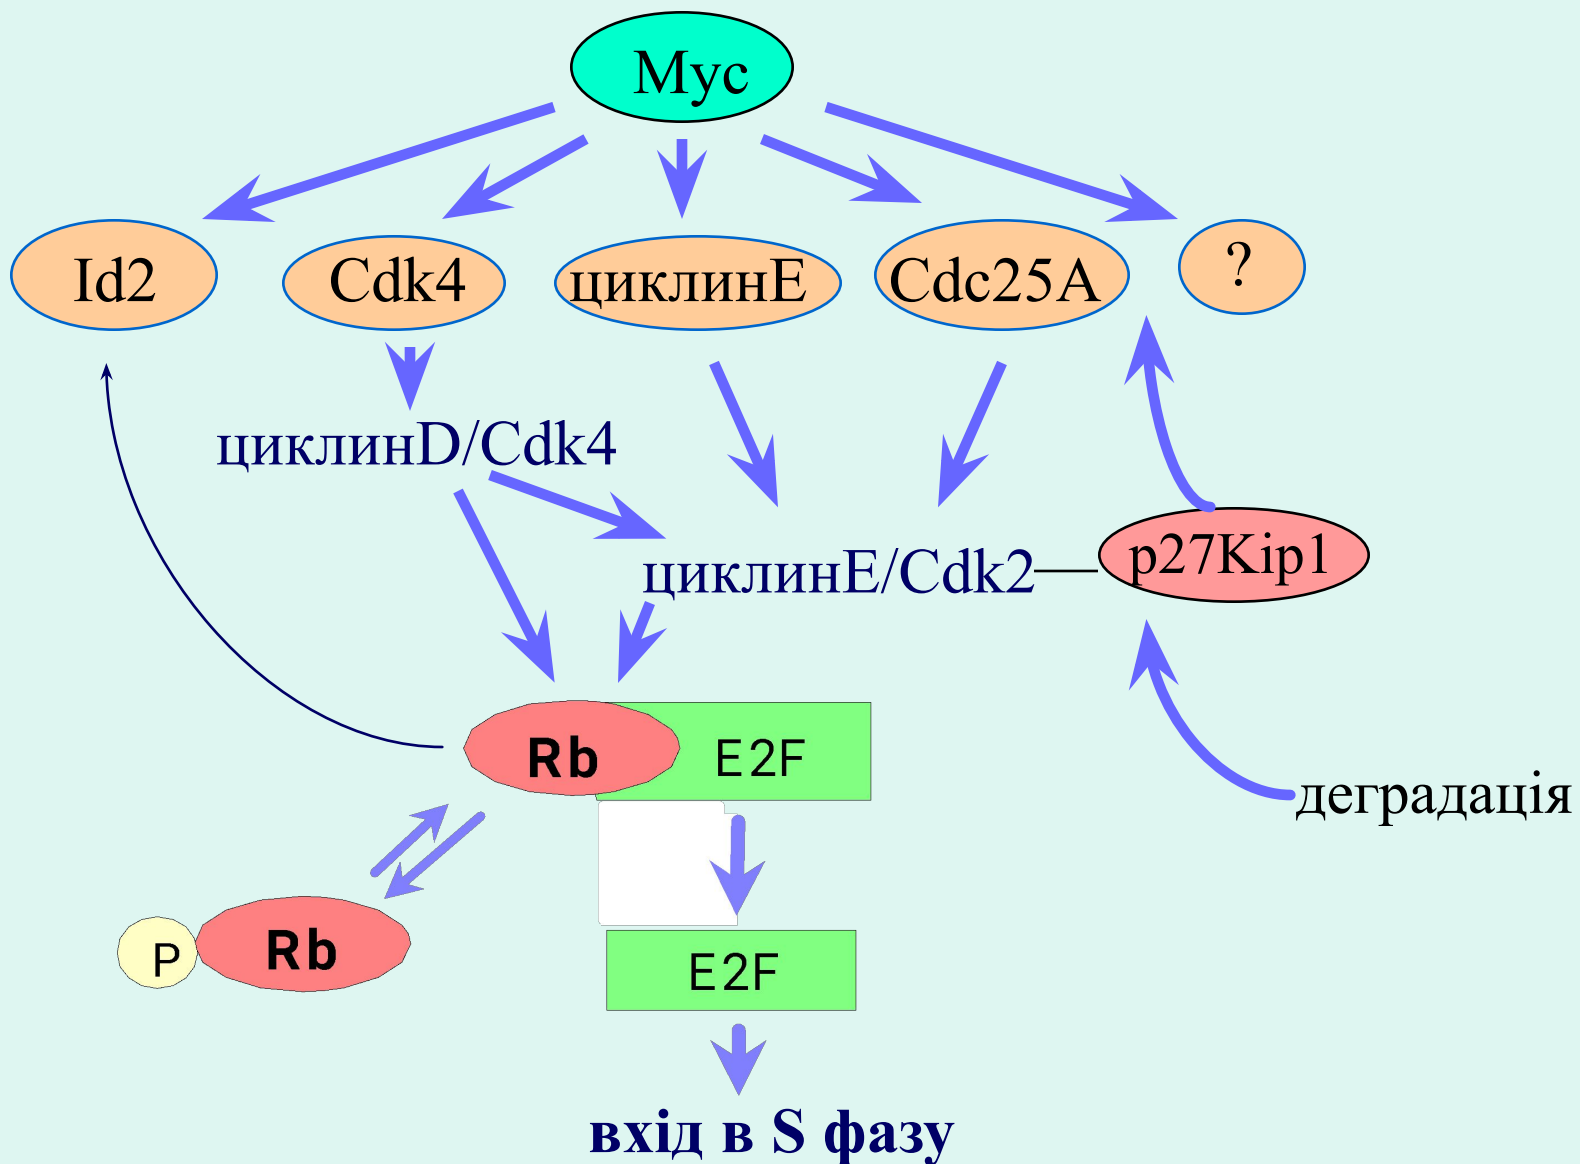 Myc
Id2
Cdk4
циклинE
Cdc25A
?
циклинD/Cdk4
циклинE/Cdk2
p27Kip1
Rb
E2F
деградація
P
Rb
E2F
вхід в S фазу